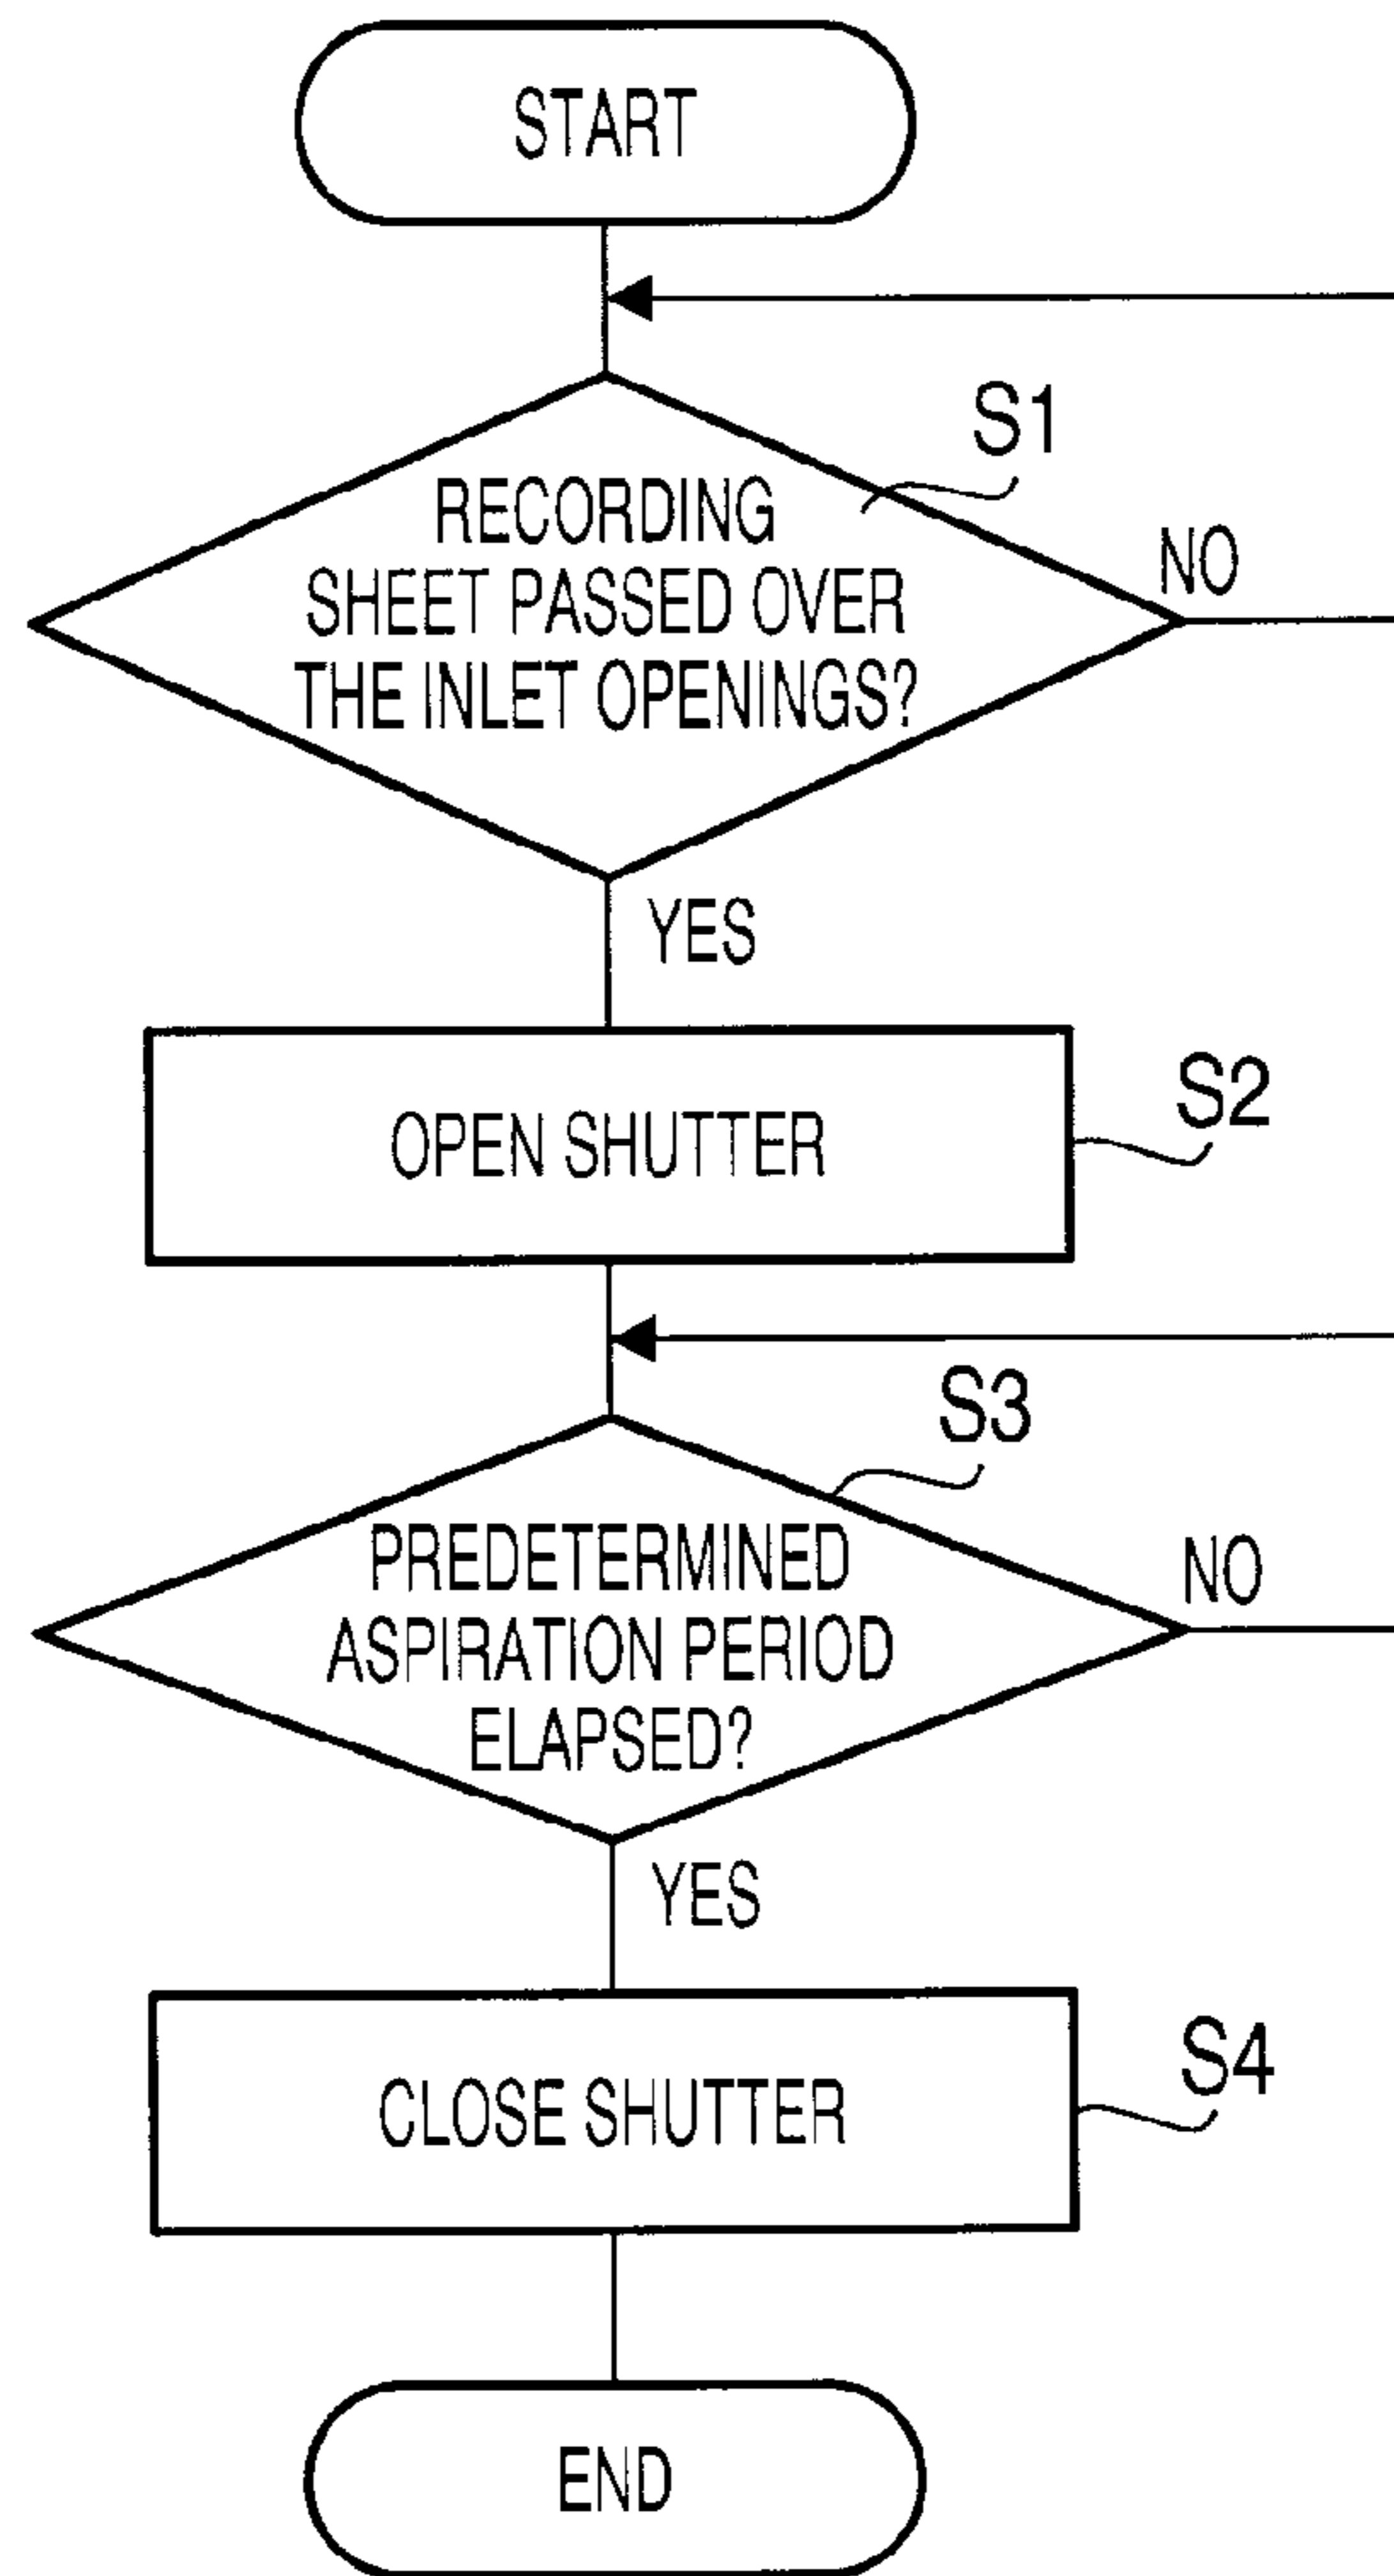 START
S1
RECORDING
SHEET PASSED OVER
THE INLET OPENINGS?
NO
YES
OPEN SHUTTER
S2
S3
PREDETERMINED
ASPIRATION PERIOD
ELAPSED?
NO
YES
CLOSE SHUTTER
S4
END